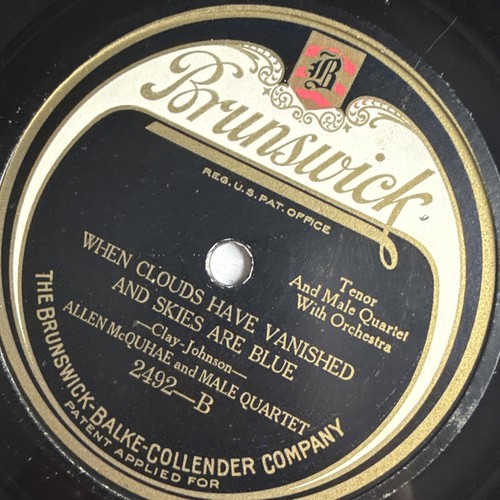 B
Brunswick
REG. U.S. PAT. OFFICE
Tenor
And Male Quartet
With Orchestra
WHEN CLOUDS HAVE VANISHED
AND SKIES ARE BLUE
—Clay-Johnson—
ALLEN McQUHAE and MALE QUARTET
2492—B
THE BRUNSWICK-BALKE-COLLENDER COMPANY
PATENT APPLIED FOR